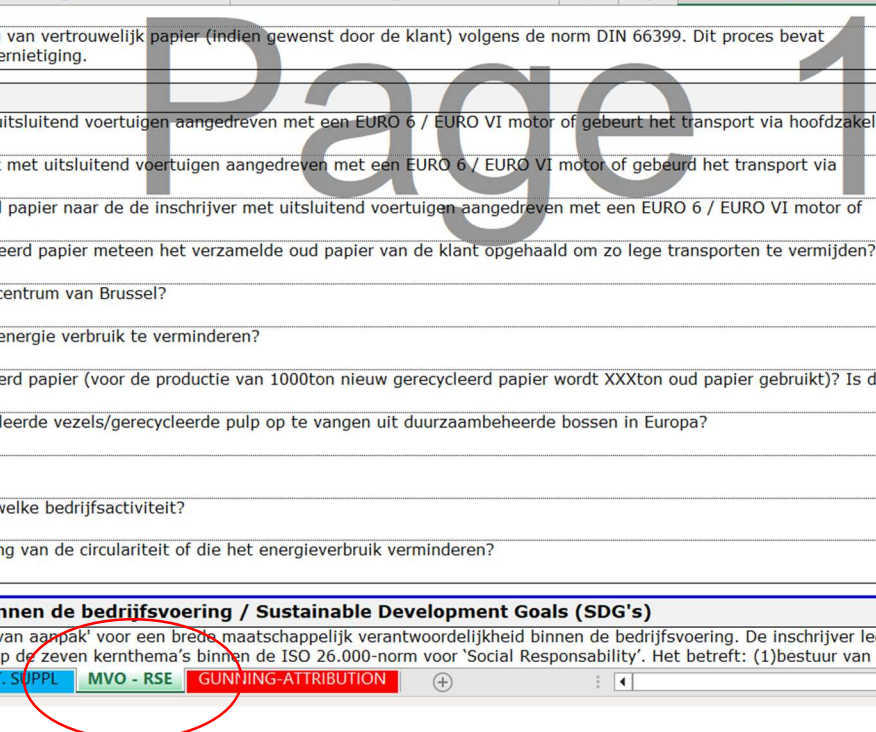 van vertrouwelijk papier (indien gewenst door de klant) volgens de norm DIN 66399. Dit proces bevat
ernietiging.
Page 1
uitsluitend voertuigen aangedreven met een EURO 6 / EURO VI motor of gebeurt het transport via hoofdzakel
met uitsluitend voertuigen aangedreven met een EURO 6 / EURO VI motor of gebeurd het transport via
papier naar de de inschrijver met uitsluitend voertuigen aangedreven met een EURO 6 / EURO VI motor of
eerd papier meteen het verzamelde oud papier van de klant opgehaald om zo lege transporten te vermijden?
centrum van Brussel?
energie verbruik te verminderen?
erd papier (voor de productie van 1000ton nieuw gerecycleerd papier wordt XXXton oud papier gebruikt)? Is d
leerde vezels/gerecycleerde pulp op te vangen uit duurzaambeheerde bossen in Europa?
welke bedrijfsactiviteit?
ng van de circulariteit of die het energieverbruik verminderen?
nnen de bedrijfsvoering / Sustainable Development Goals (SDG's)
van aanpak' voor een brede maatschappelijk verantwoordelijkheid binnen de bedrijfsvoering. De inschrijver le
p de zeven kernthema's binnen de ISO 26.000-norm voor 'Social Responsability'. Het betreft: (1)bestuur van
. SUPPL MVO - RSE GUNNING-ATTRIBUTION